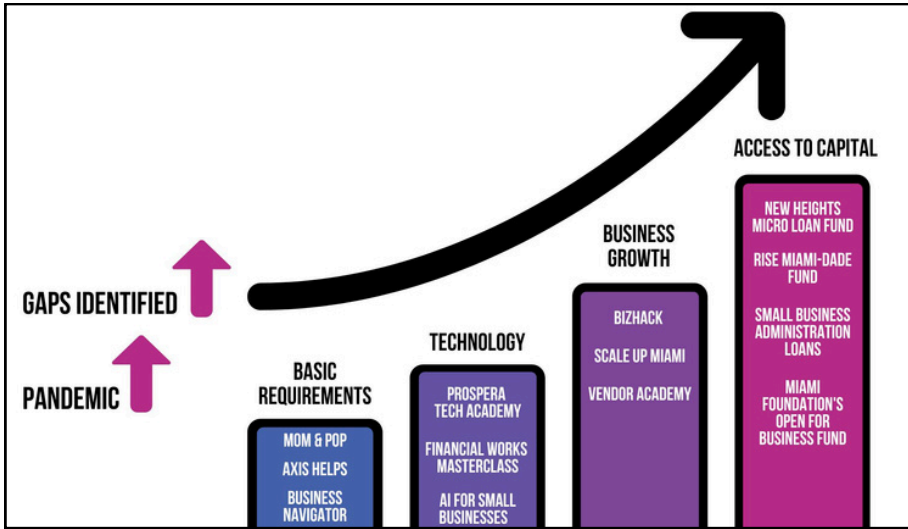 GAPS IDENTIFIED
PANDEMIC
BASIC
REQUIREMENTS
MOM & POP
AXIS HELPS
BUSINESS
NAVIGATOR
TECHNOLOGY
PROSPERA
TECH ACADEMY
FINANCIAL WORKS
MASTERCLASS
AI FOR SMALL
BUSINESSES
BUSINESS
GROWTH
BIZHACK
SCALE UP MIAMI
VENDOR ACADEMY
ACCESS TO CAPITAL
NEW HEIGHTS
MICRO LOAN FUND
RISE MIAMI-DADE
FUND
SMALL BUSINESS
ADMINISTRATION
LOANS
MIAMI
FOUNDATION'S
OPEN FOR
BUSINESS FUND